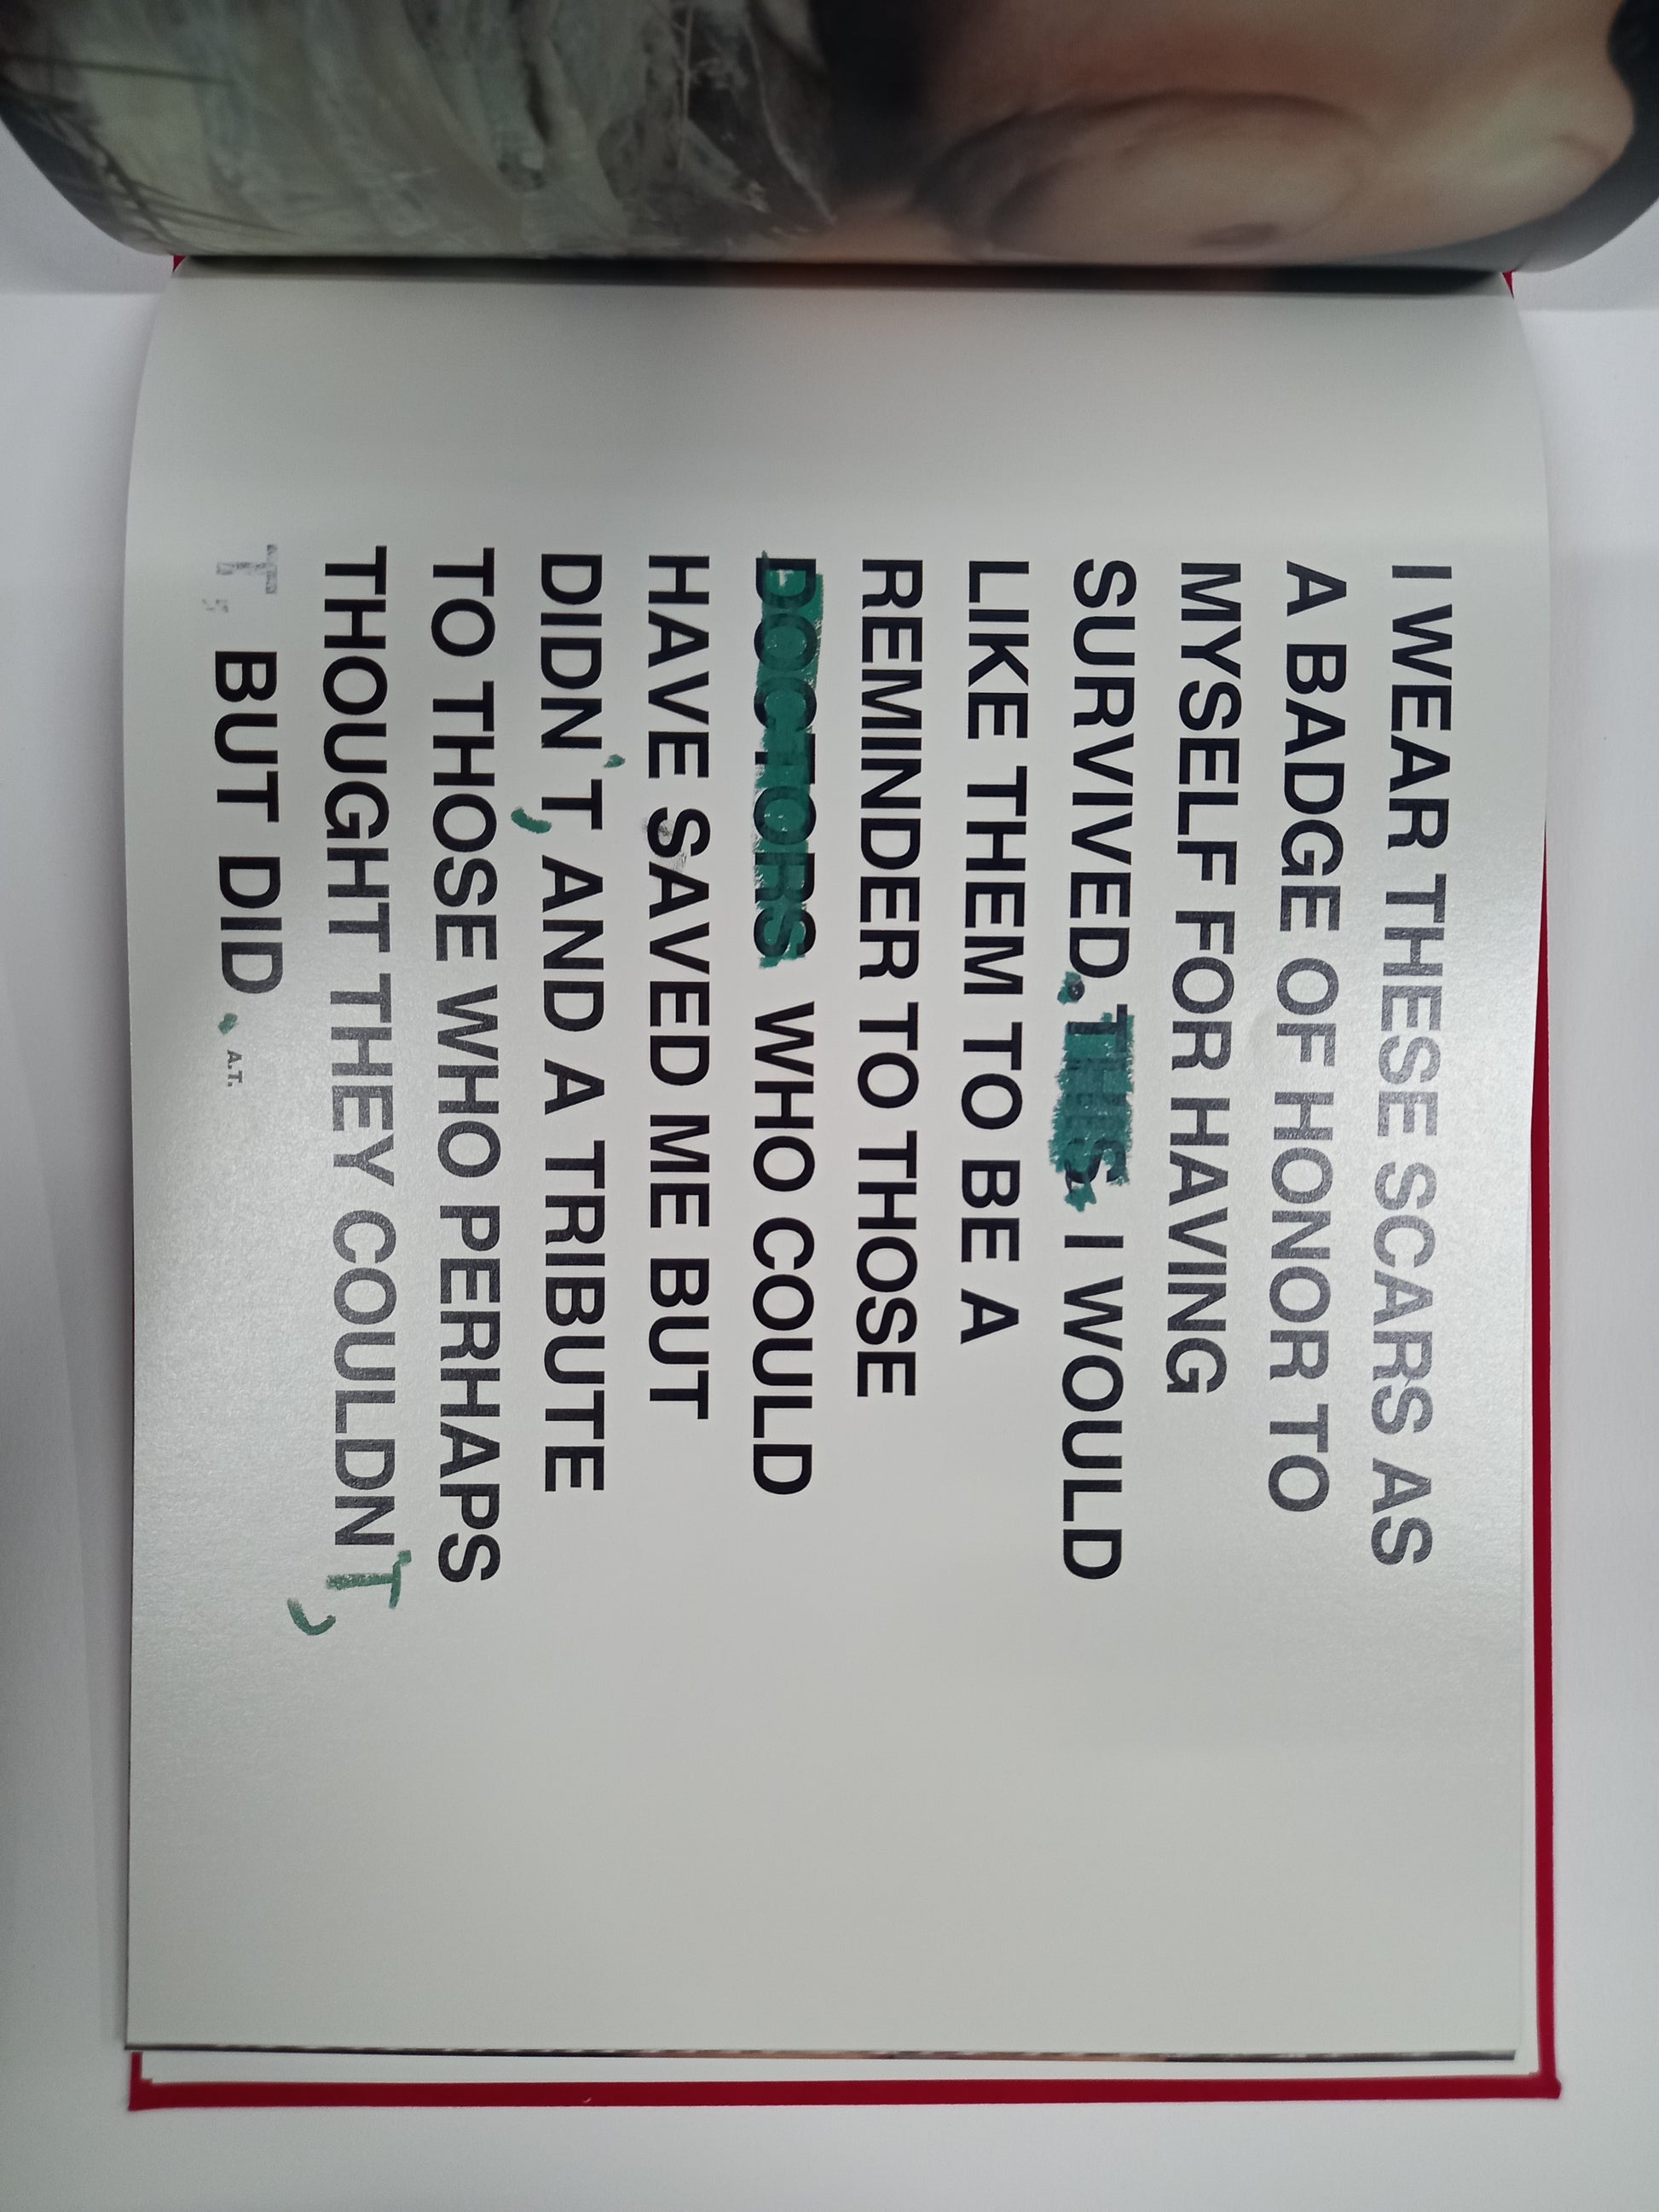 I WEAR THESE SCARS AS
A BADGE OF HONOR TO
MYSELF FOR HAVING
SURVIVED. THIS I WOULD
LIKE THEM TO BE A
REMINDER TO THOSE
DOCTORS WHO COULD
HAVE SAVED ME BUT
DIDN'T, AND A TRIBUTE
TO THOSE WHO PERHAPS
THOUGHT THEY COULDN'T,
T. BUT DID. A.T.